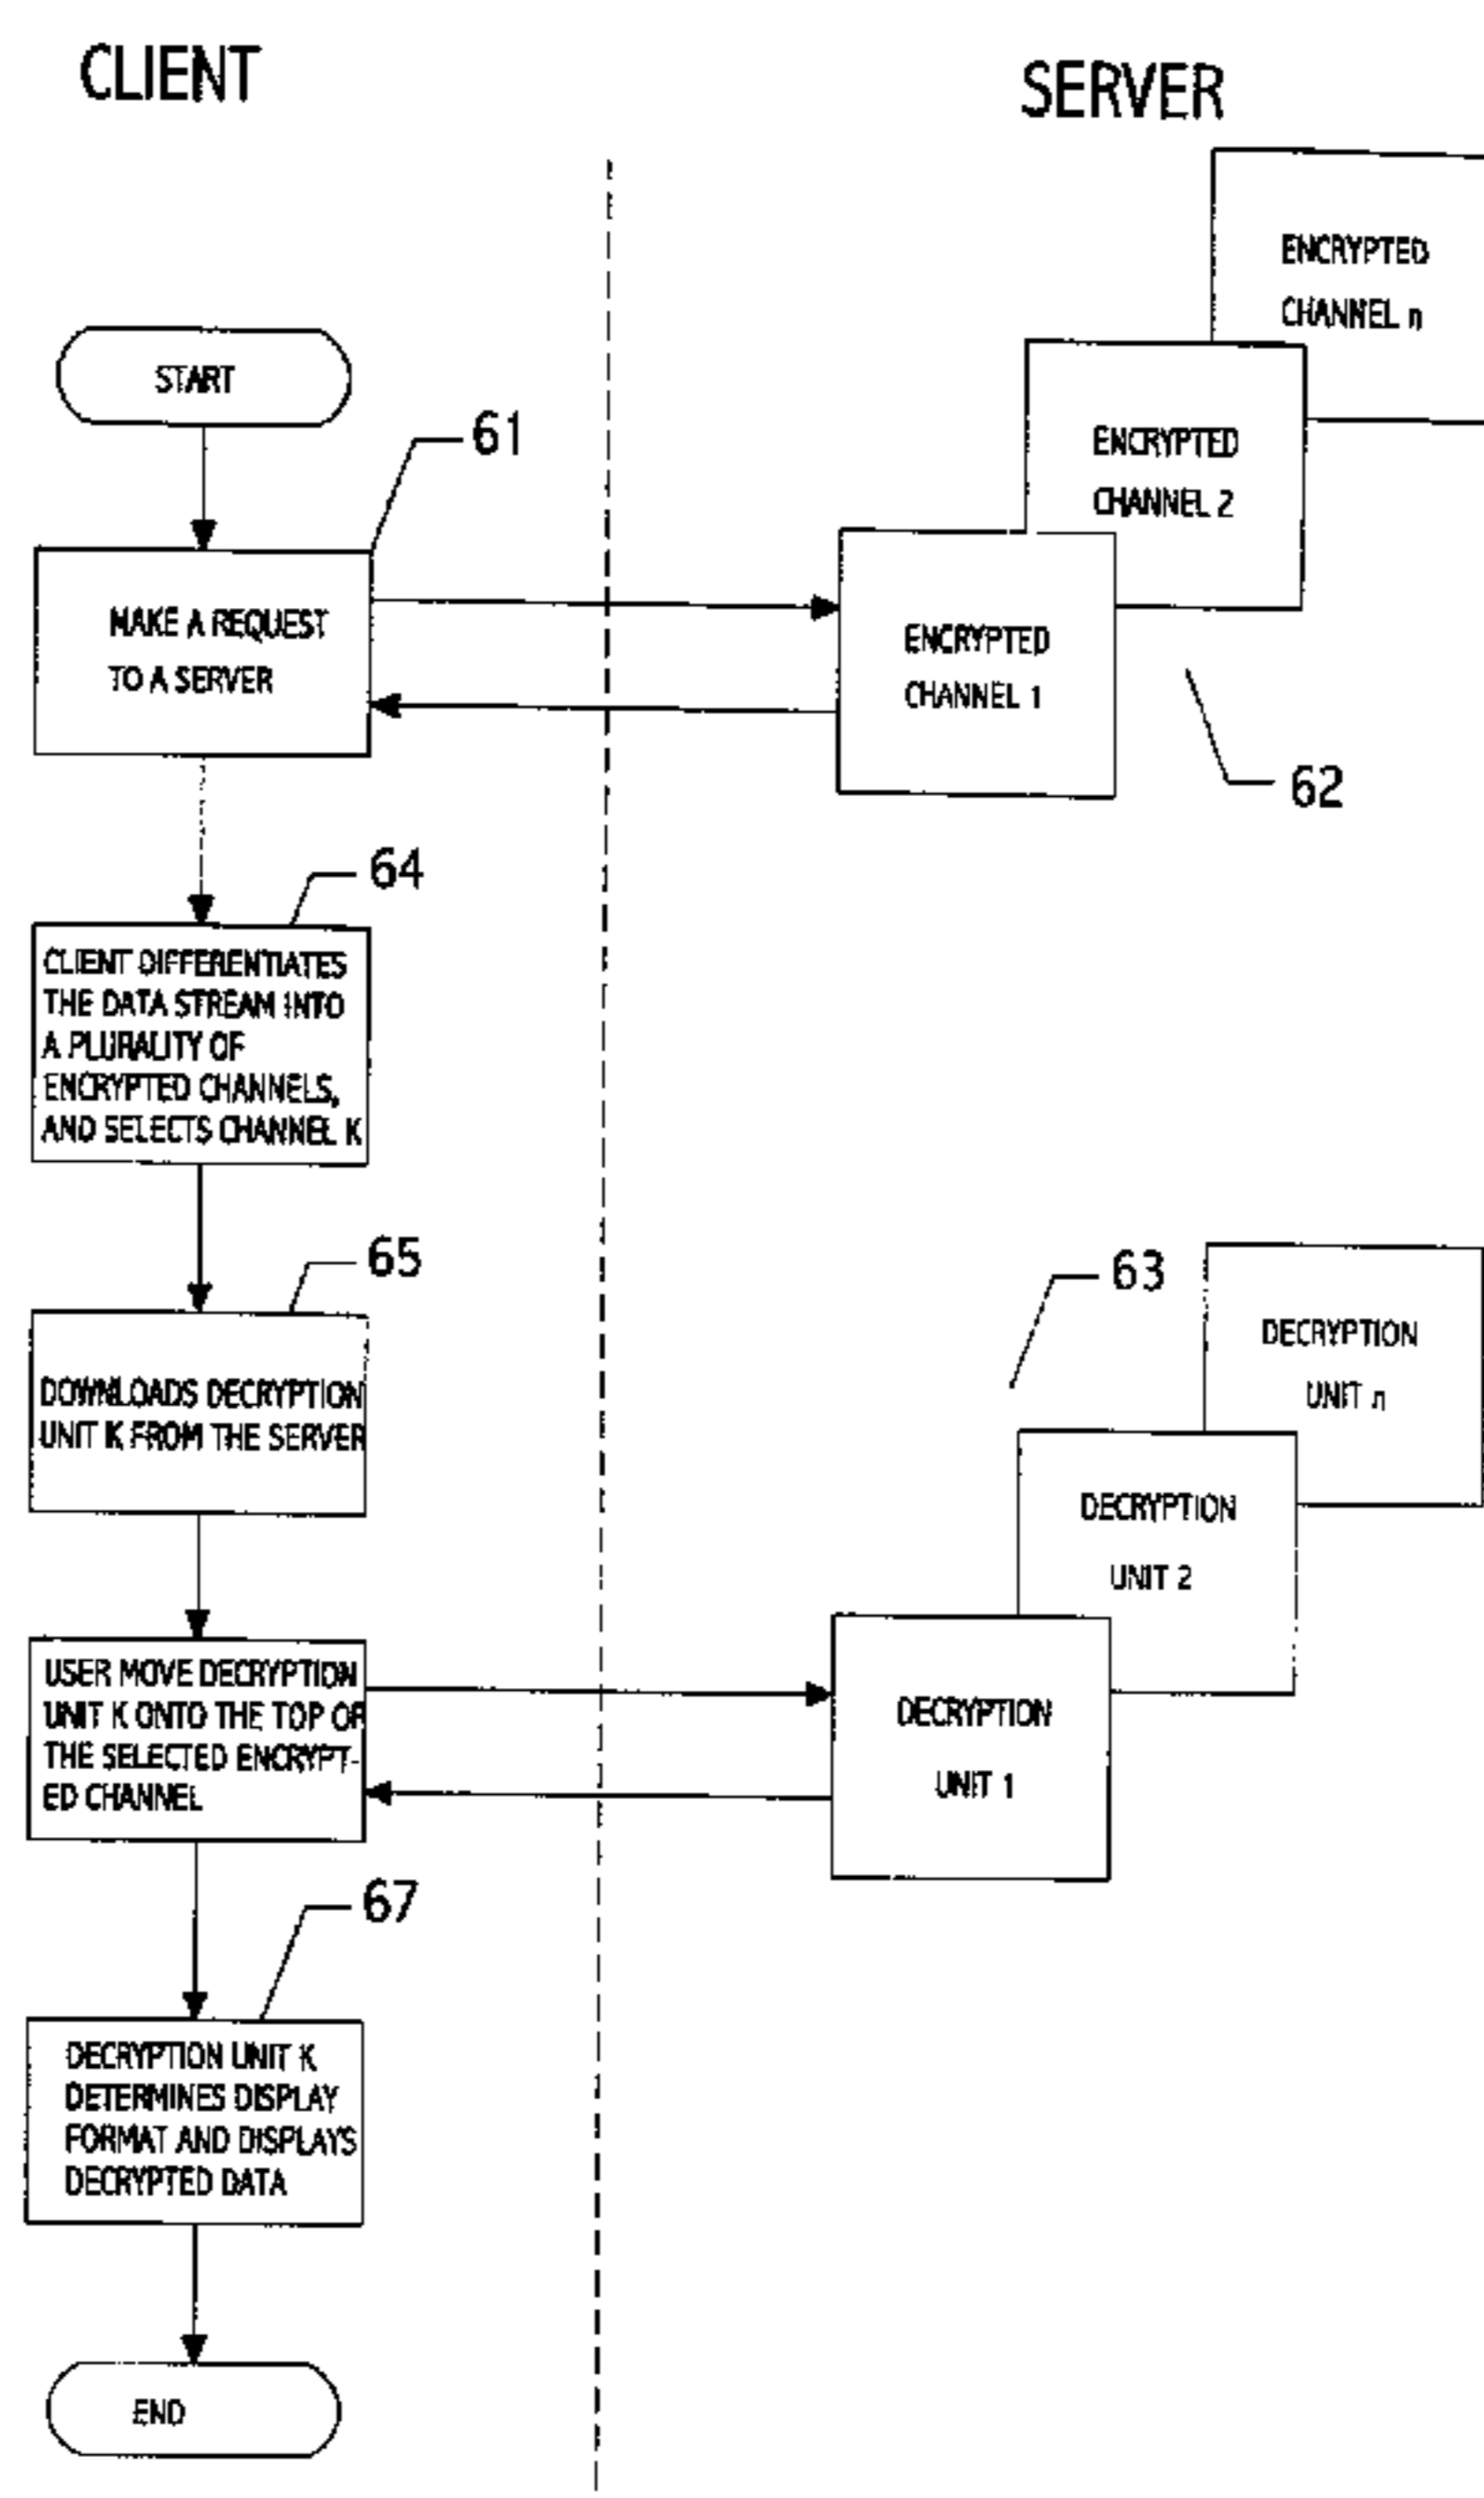 CLIENT
SERVER
ENCRYPTED
CHANNEL n
START
61
ENCRYPTED
CHANNEL 2
MAKE A REQUEST
TO A SERVER
ENCRYPTED
CHANNEL 1
62
64
CLIENT DIFFERENTIATES
THE DATA STREAM INTO
A PLURALITY OF
ENCRYPTED CHANNELS,
AND SELECTS CHANNEL K
65
63
DECRYPTION
UNIT n
DOWNLOADS DECRYPTION
UNIT K FROM THE SERVER
DECRYPTION
UNIT 2
USER MOVE DECRYPTION
UNIT K ONTO THE TOP OF
THE SELECTED ENCRYPT-
ED CHANNEL
DECRYPTION
UNIT 1
67
DECRYPTION UNIT K
DETERMINES DISPLAY
FORMAT AND DISPLAYS
DECRYPTED DATA
END